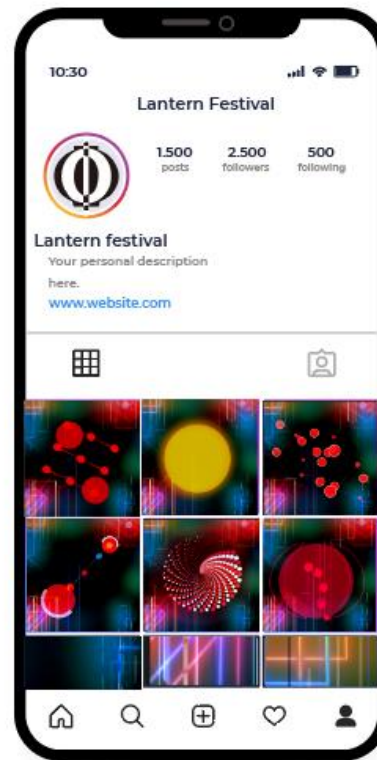 10:30
Lantern Festival
1.500 2.500 500
posts followers following
Lantern festival
Your personal description
here.
www.website.com